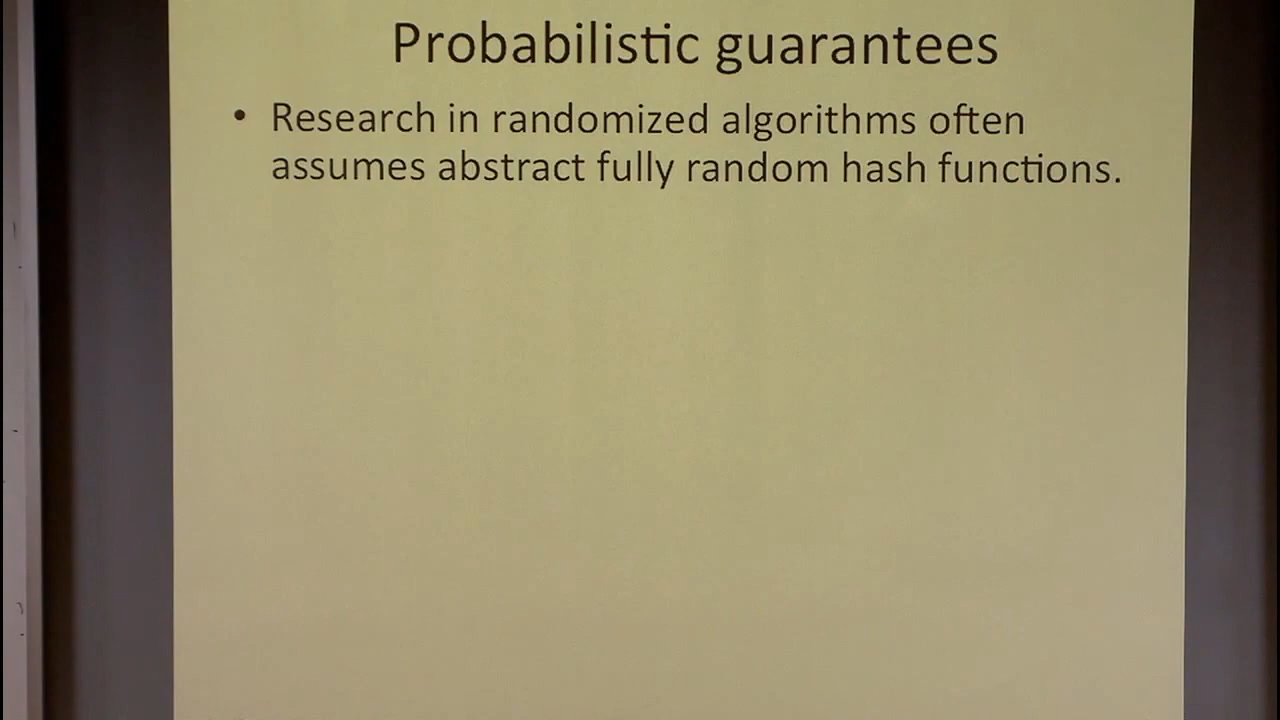 Probabilistic guarantees
• Research in randomized algorithms often
assumes abstract fully random hash functions.